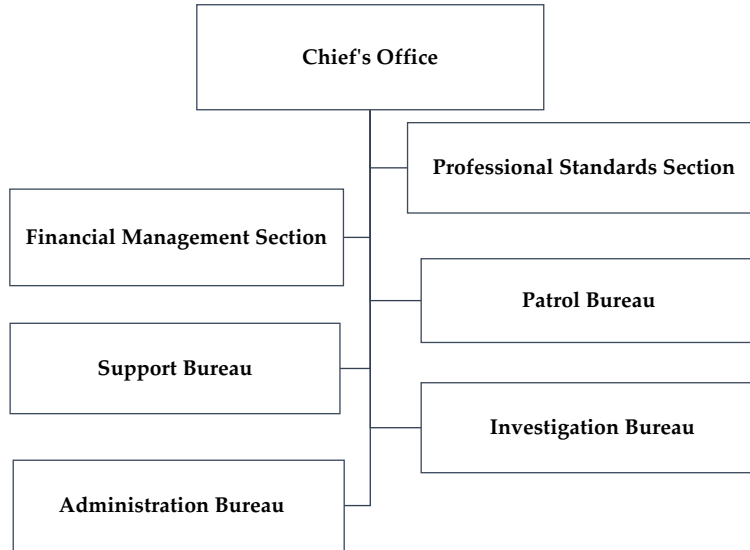 Chief's Office
Professional Standards Section
Financial Management Section
Patrol Bureau
Support Bureau
Investigation Bureau
Administration Bureau